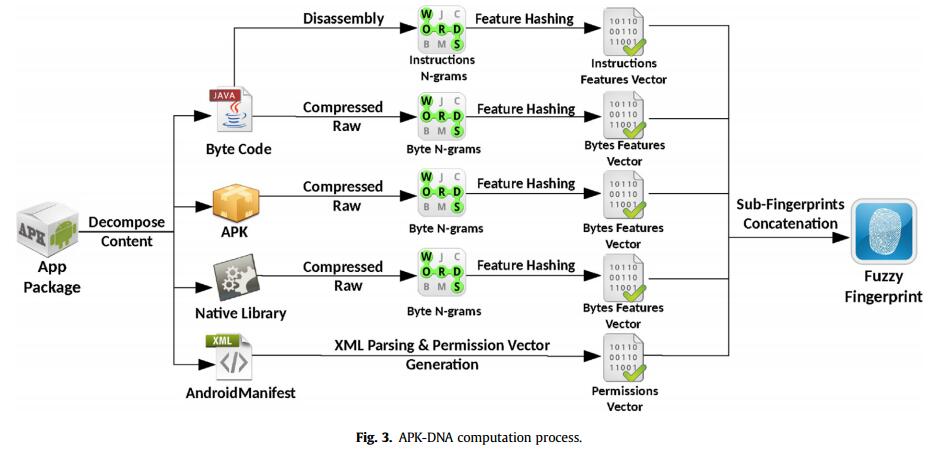 Disassembly
W J C
O R D
B M S
Instructions
N-grams
Feature Hashing
10110
00110
11001
Instructions
Features Vector
JAVA
Byte Code
Compressed
Raw
W J C
O R D
B M S
Byte N-grams
Feature Hashing
10110
00110
11001
Bytes Features
Vector
APK
App
Package
Decompose
Content
APK
Compressed
Raw
W J C
O R D
B M S
Byte N-grams
Feature Hashing
10110
00110
11001
Bytes Features
Vector
Sub-Fingerprints
Concatenation
Fuzzy
Fingerprint
Native Library
Compressed
Raw
W J C
O R D
B M S
Byte N-grams
Feature Hashing
10110
00110
11001
Bytes Features
Vector
XML
</>
AndroidManifest
XML Parsing & Permission Vector
Generation
10110
00110
11001
Permissions
Vector
Fig. 3. APK-DNA computation process.